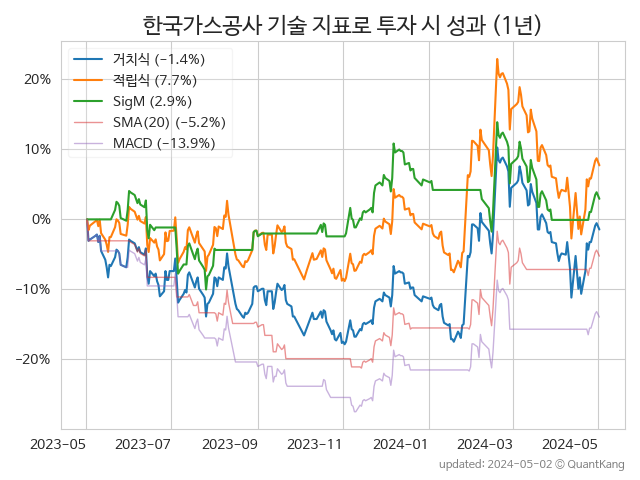 한국가스공사 기술 지표로 투자 시 성과 (1년)
거치식 (−1.4%)
적립식 (7.7%)
SigM (2.9%)
SMA(20) (−5.2%)
MACD (−13.9%)
20%
10%
0%
−10%
−20%
2023-05 2023-07 2023-09 2023-11 2024-01 2024-03 2024-05
updated: 2024-05-02 © QuantKang